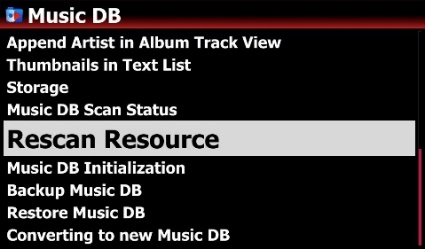 Music DB
Append Artist in Album Track View
Thumbnails in Text List
Storage
Music DB Scan Status
Rescan Resource
Music DB Initialization
Backup Music DB
Restore Music DB
Converting to new Music DB